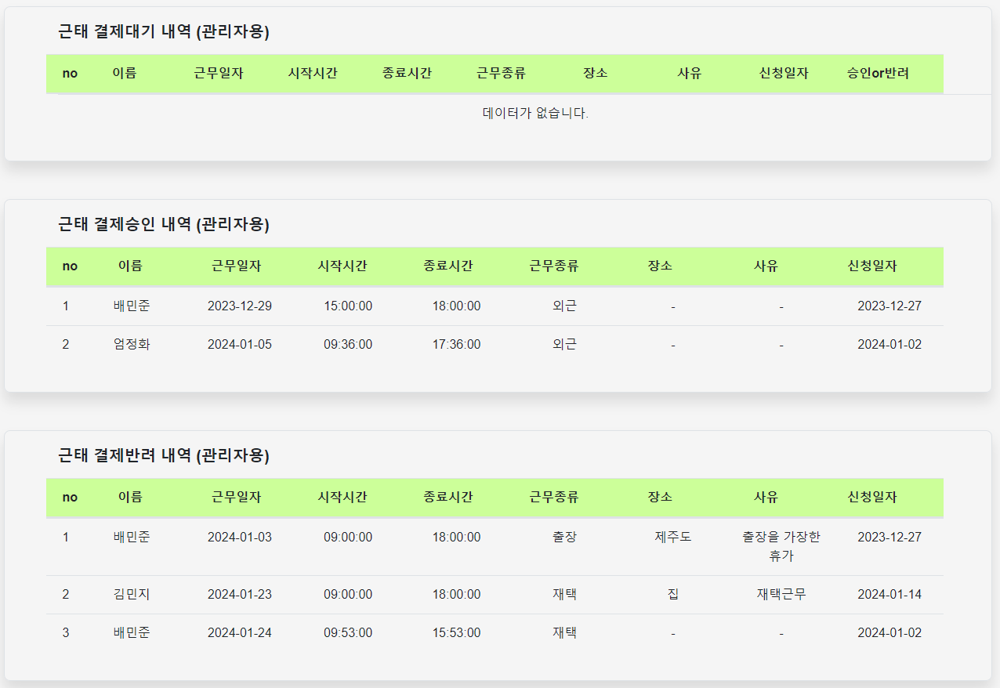 근태 결제대기 내역 (관리자용)
no 이름 근무일자 시작시간 종료시간 근무종류 장소 사유 신청일자 승인or반려
데이터가 없습니다.
근태 결제승인 내역 (관리자용)
no 이름 근무일자 시작시간 종료시간 근무종류 장소 사유 신청일자
1 배민준 2023-12-29 15:00:00 18:00:00 외근 - - 2023-12-27
2 엄정화 2024-01-05 09:36:00 17:36:00 외근 - - 2024-01-02
근태 결제반려 내역 (관리자용)
no 이름 근무일자 시작시간 종료시간 근무종류 장소 사유 신청일자
1 배민준 2024-01-03 09:00:00 18:00:00 출장 제주도 출장을 가장한 2023-12-27
휴가
2 김민지 2024-01-23 09:00:00 18:00:00 재택 집 재택근무 2024-01-14
3 배민준 2024-01-24 09:53:00 15:53:00 재택 - - 2024-01-02